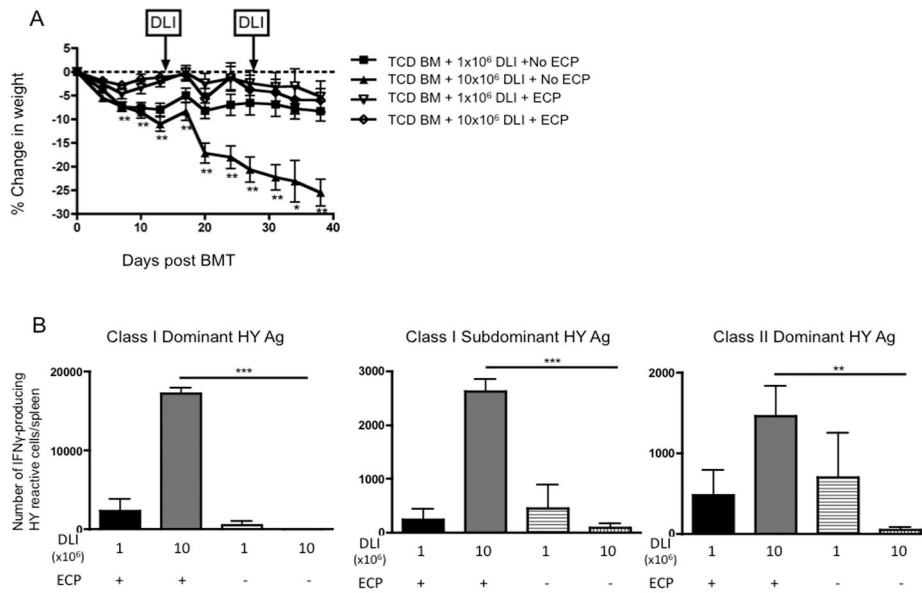 A
DLI DLI
5
0
-5
-10
-15
-20
-25
-30
% Change in weight
** ** ** ** ** ** ** ** * **
0 10 20 30 40
Days post BMT
TCD BM + 1x10⁶ DLI +No ECP
TCD BM + 10x10⁶ DLI + No ECP
TCD BM + 1x10⁶ DLI + ECP
TCD BM + 10x10⁶ DLI + ECP
B
Class I Dominant HY Ag
Number of IFNγ-producing
HY reactive cells/spleen
20000
10000
0
***
DLI
(x10⁶)
1 10 1 10
ECP + + - -
Class I Subdominant HY Ag
3000
2000
1000
0
***
DLI
(x10⁶)
1 10 1 10
ECP + + - -
Class II Dominant HY Ag
2000
1000
0
**
DLI
(x10⁶)
1 10 1 10
ECP + + - -